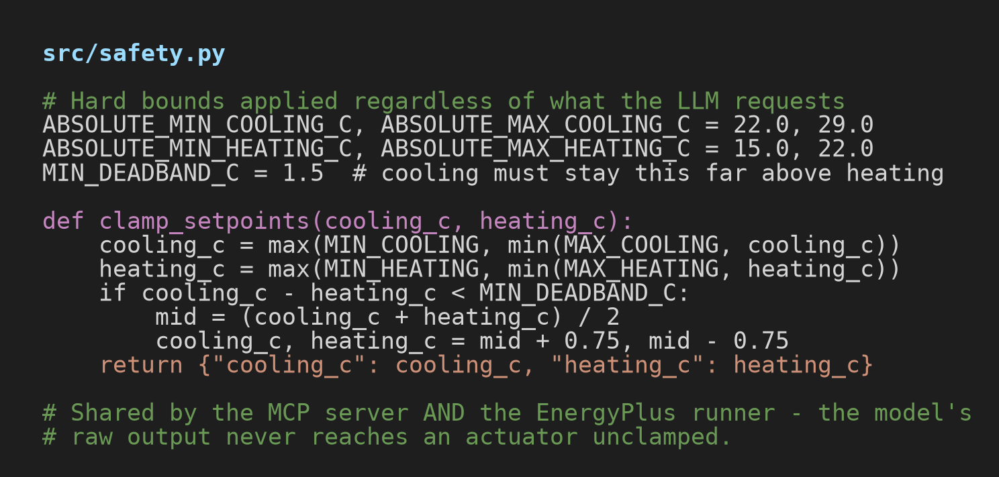 src/safety.py
# Hard bounds applied regardless of what the LLM requests
ABSOLUTE_MIN_COOLING_C, ABSOLUTE_MAX_COOLING_C = 22.0, 29.0
ABSOLUTE_MIN_HEATING_C, ABSOLUTE_MAX_HEATING_C = 15.0, 22.0
MIN_DEADBAND_C = 1.5  # cooling must stay this far above heating
def clamp_setpoints(cooling_c, heating_c):
    cooling_c = max(MIN_COOLING, min(MAX_COOLING, cooling_c))
    heating_c = max(MIN_HEATING, min(MAX_HEATING, heating_c))
    if cooling_c - heating_c < MIN_DEADBAND_C:
        mid = (cooling_c + heating_c) / 2
        cooling_c, heating_c = mid + 0.75, mid - 0.75
    return {"cooling_c": cooling_c, "heating_c": heating_c}
# Shared by the MCP server AND the EnergyPlus runner - the model's
# raw output never reaches an actuator unclamped.